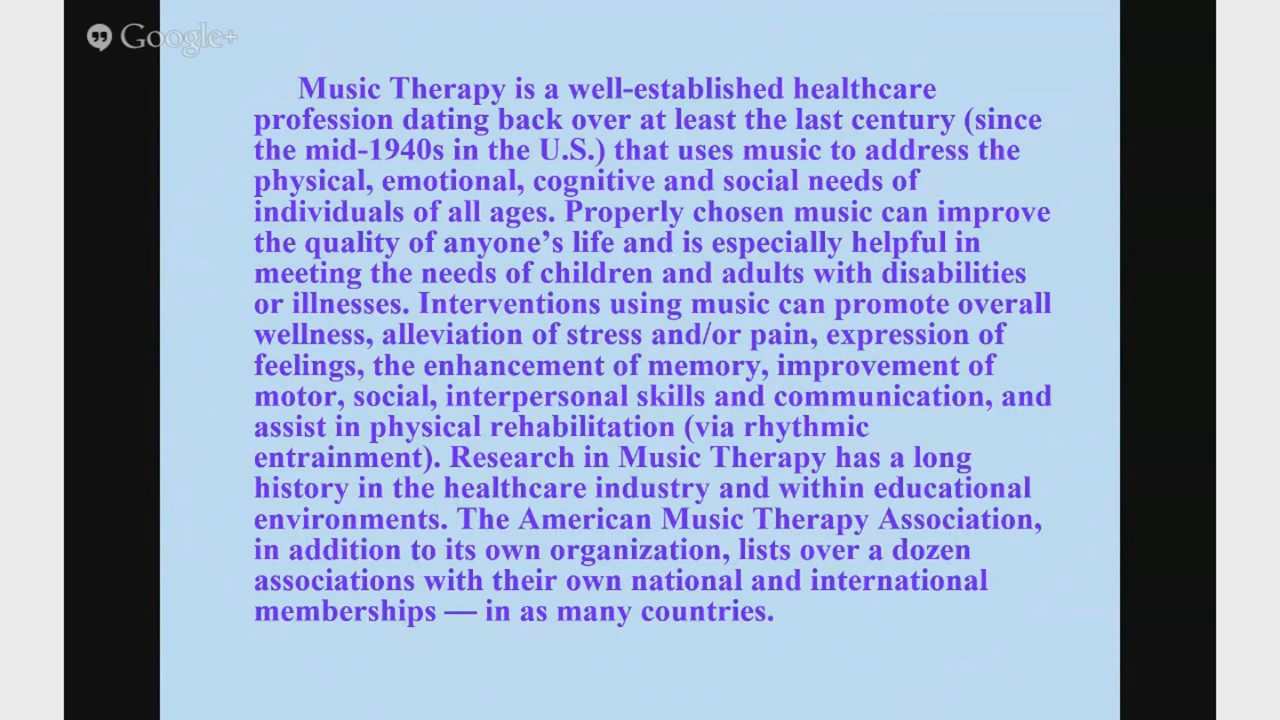 Google+
Music Therapy is a well-established healthcare
profession dating back over at least the last century (since
the mid-1940s in the U.S.) that uses music to address the
physical, emotional, cognitive and social needs of
individuals of all ages. Properly chosen music can improve
the quality of anyone’s life and is especially helpful in
meeting the needs of children and adults with disabilities
or illnesses. Interventions using music can promote overall
wellness, alleviation of stress and/or pain, expression of
feelings, the enhancement of memory, improvement of
motor, social, interpersonal skills and communication, and
assist in physical rehabilitation (via rhythmic
entrainment). Research in Music Therapy has a long
history in the healthcare industry and within educational
environments. The American Music Therapy Association,
in addition to its own organization, lists over a dozen
associations with their own national and international
memberships — in as many countries.